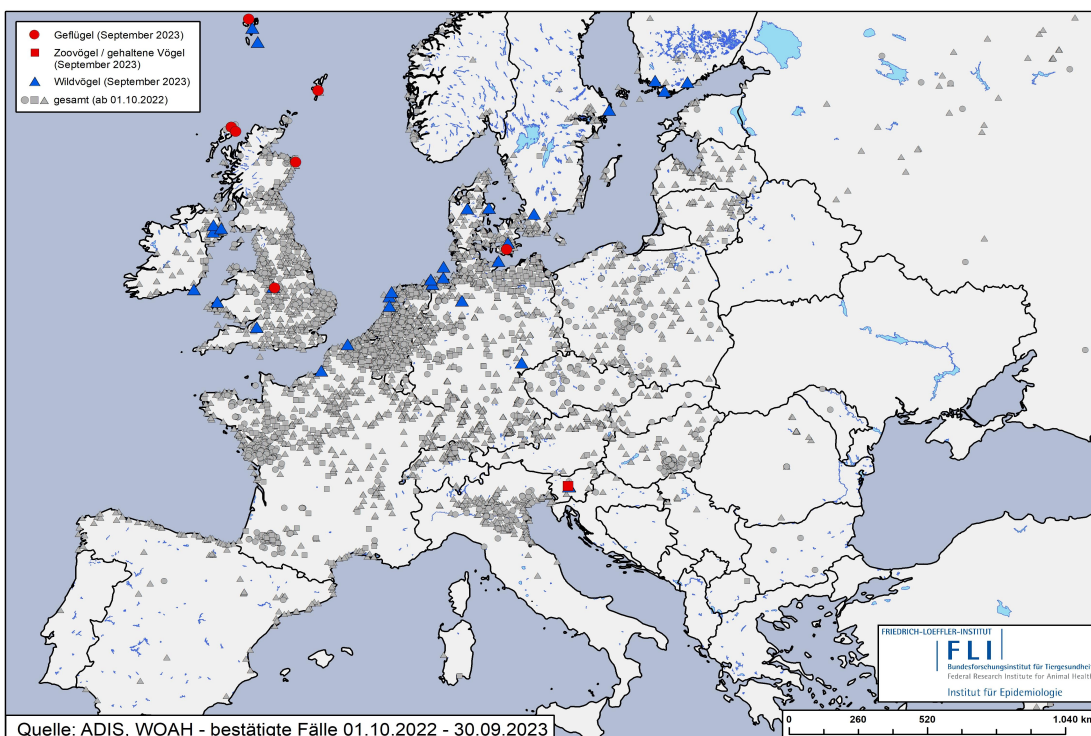 Geflügel (September 2023)
Zoovögel / gehaltene Vögel
(September 2023)
Wildvögel (September 2023)
gesamt (ab 01.10.2022)
FRIEDRICH-LOEFFLER-INSTITUT
FLI
Bundesforschungsinstitut für Tiergesundheit
Federal Research Institute for Animal Health
Institut für Epidemiologie
Quelle: ADIS, WOAH - bestätigte Fälle 01.10.2022 - 30.09.2023
0 260 520 1.040 km